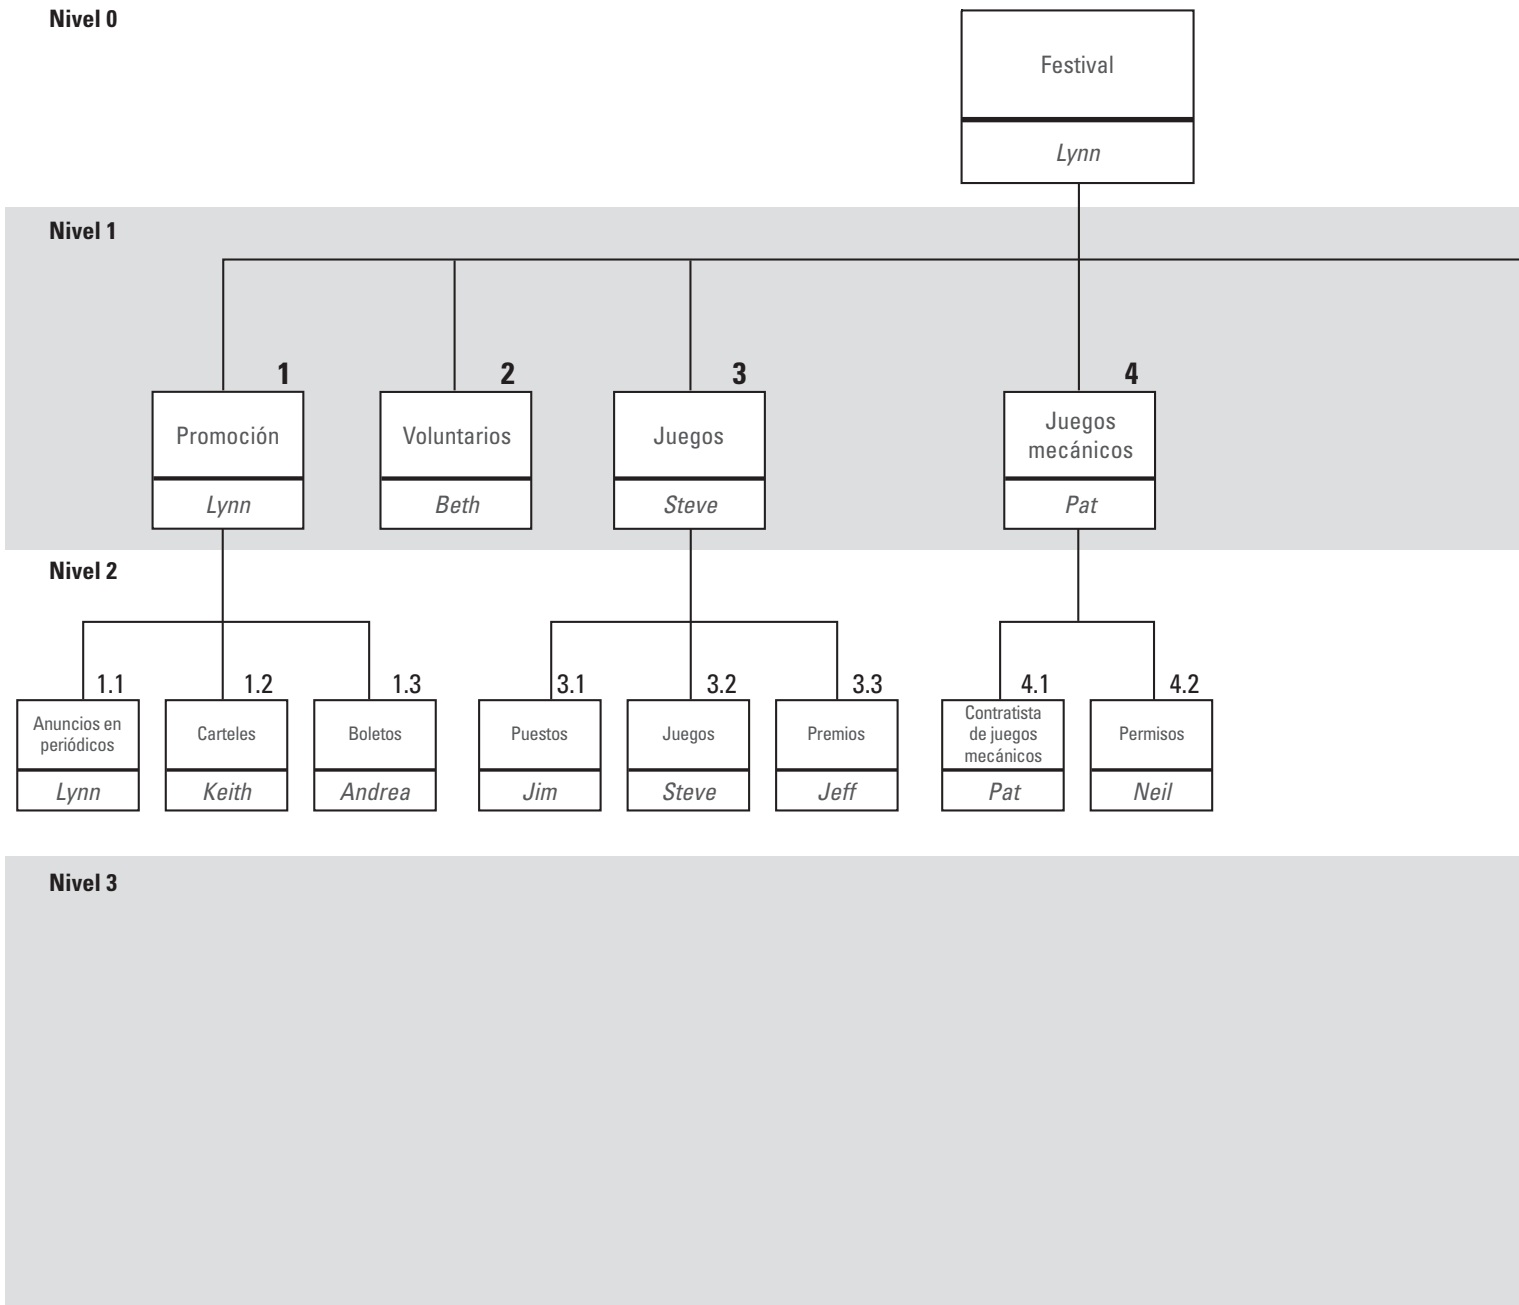 Nivel 0
Festival
Lynn
Nivel 1
1
2
3
4
Promoción
Voluntarios
Juegos
Juegos
mecánicos
Lynn
Beth
Steve
Pat
Nivel 2
1.1
1.2
1.3
3.1
3.2
3.3
4.1
4.2
Anuncios en
periódicos
Carteles
Boletos
Puestos
Juegos
Premios
Contratista
de juegos
mecánicos
Permisos
Lynn
Keith
Andrea
Jim
Steve
Jeff
Pat
Neil
Nivel 3